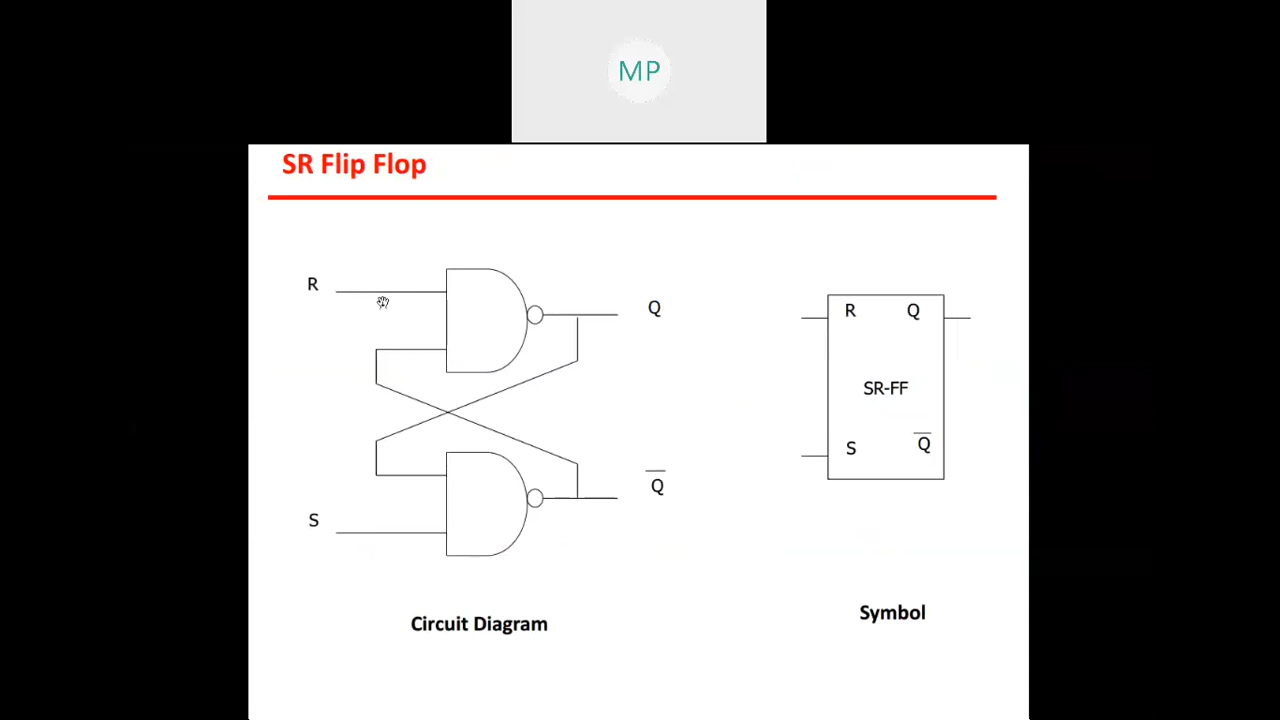 MP
SR Flip Flop
R
Q
S
Q
Circuit Diagram
R Q
SR-FF
S Q
Symbol